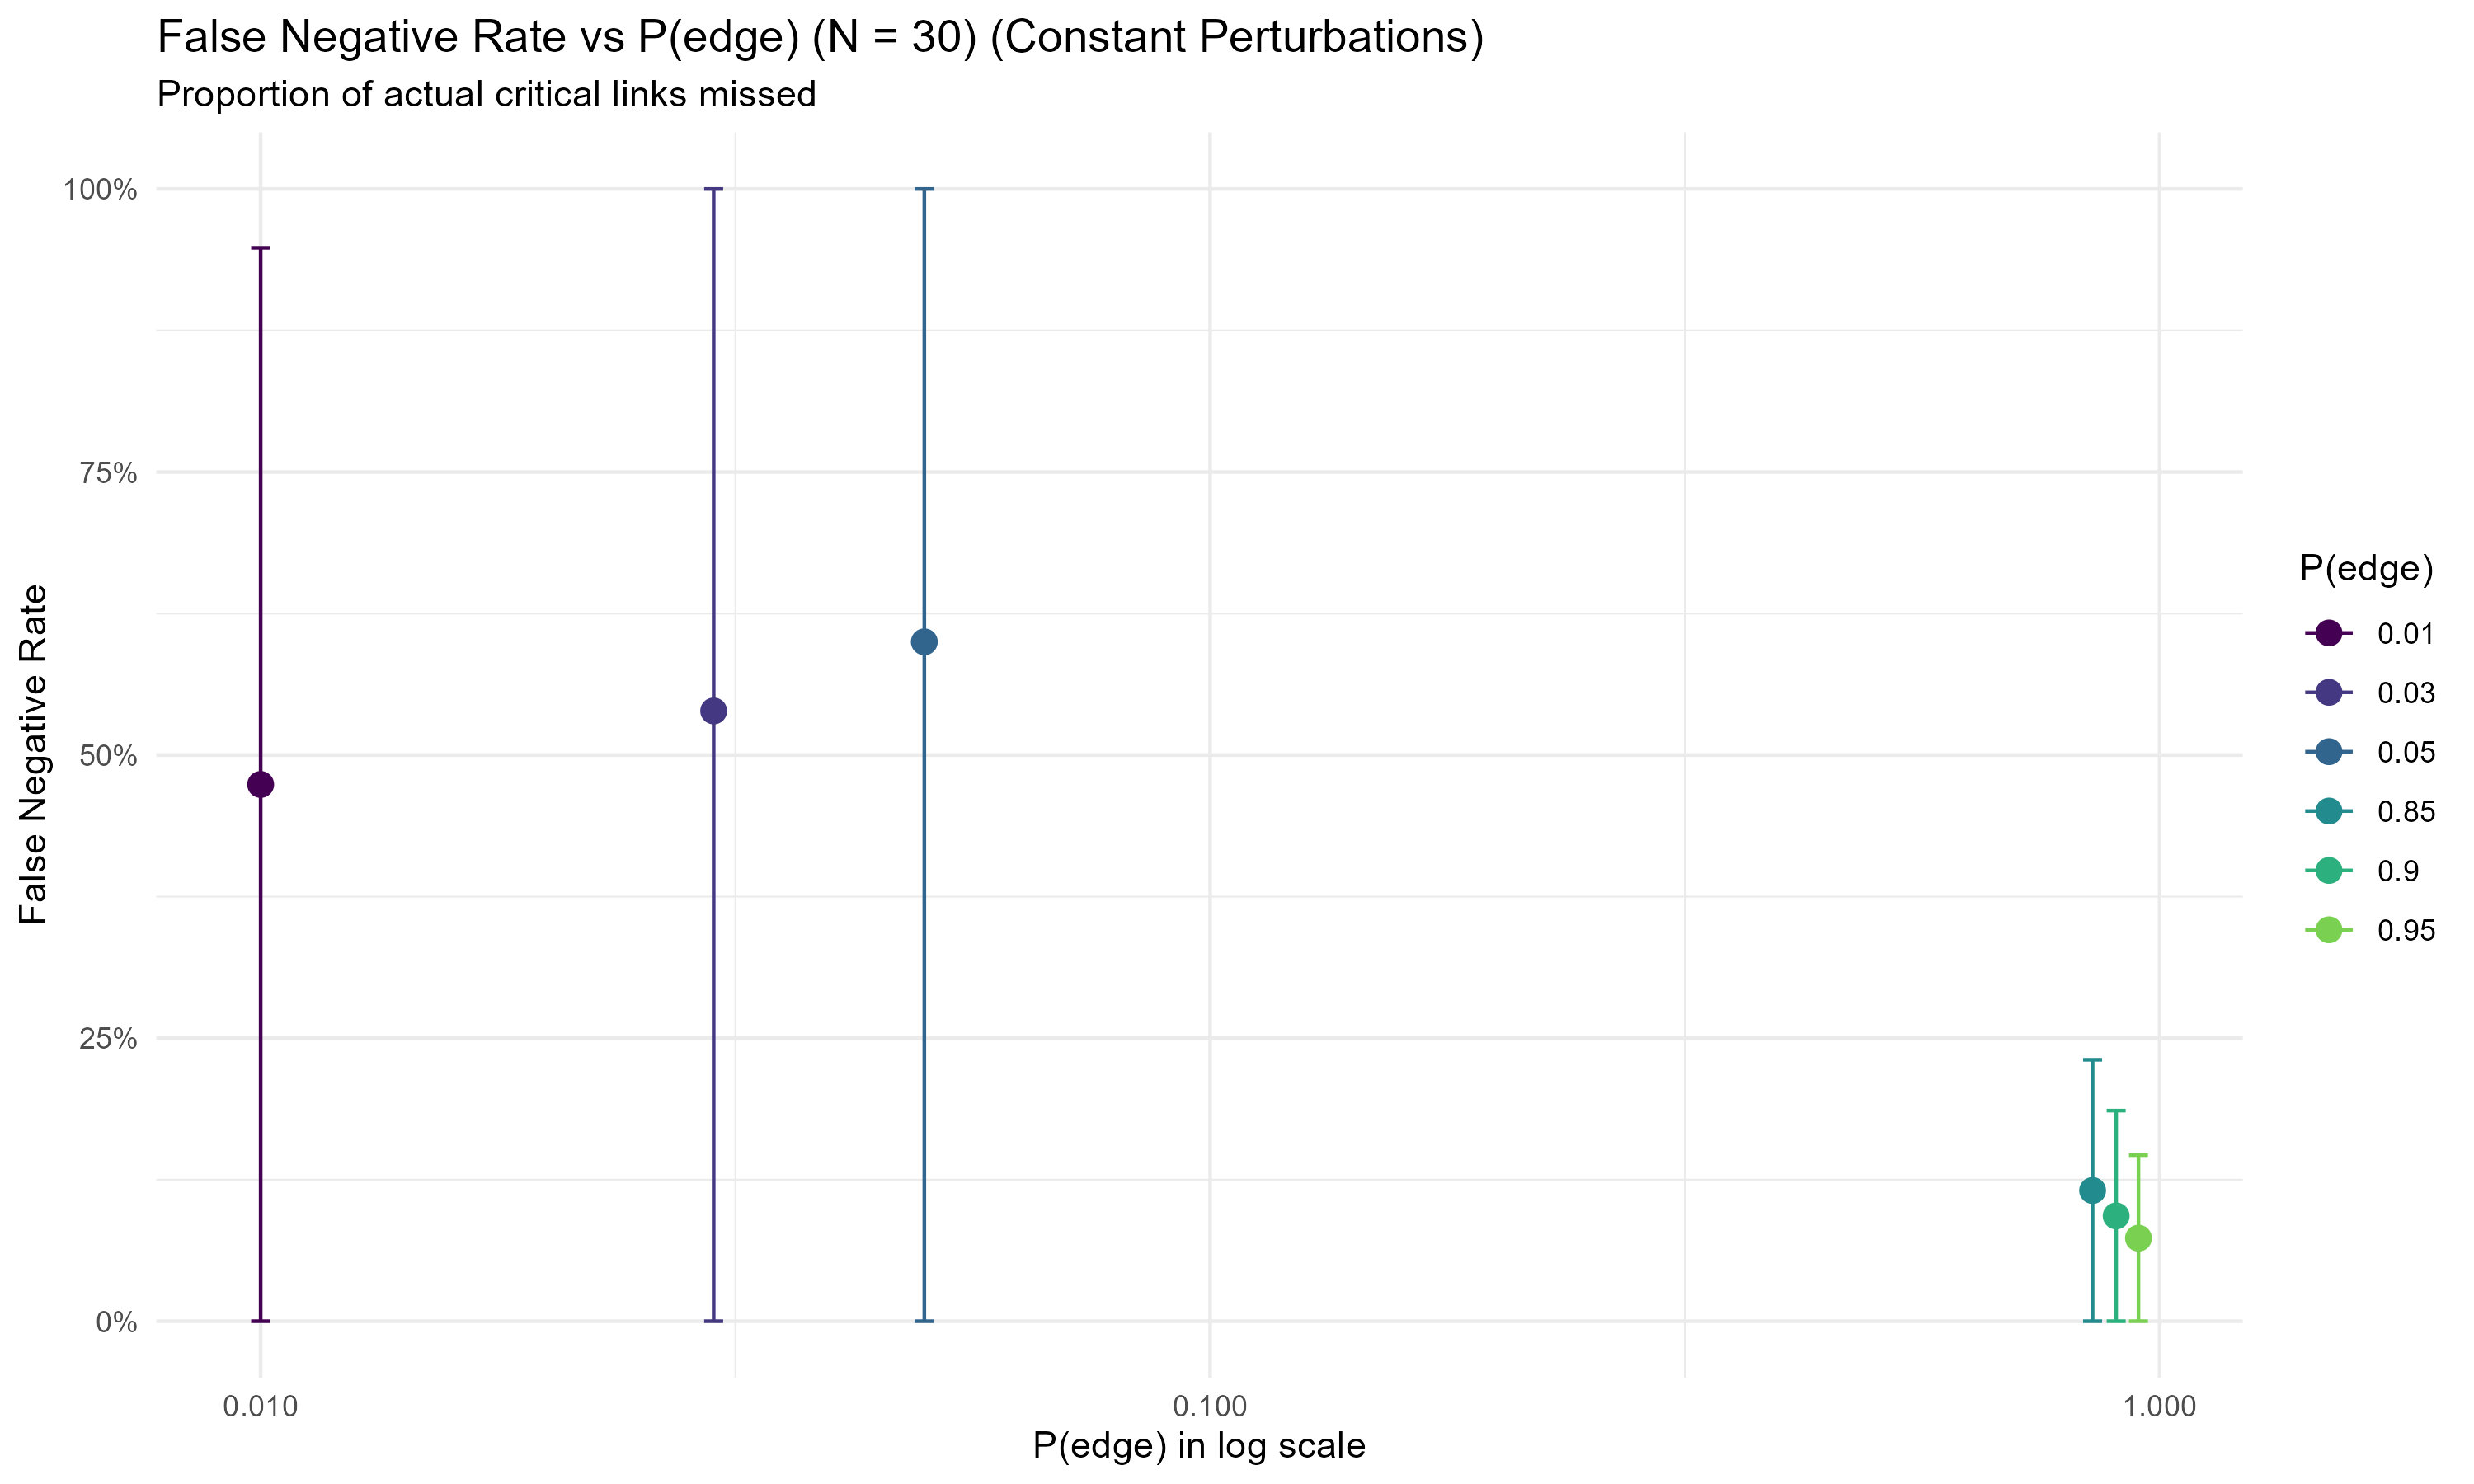 False Negative Rate vs P(edge) (N = 30) (Constant Perturbations)
Proportion of actual critical links missed
False Negative Rate
100%
75%
50%
25%
0%
0.010
0.100
1.000
P(edge) in log scale
P(edge)
0.01
0.03
0.05
0.85
0.9
0.95